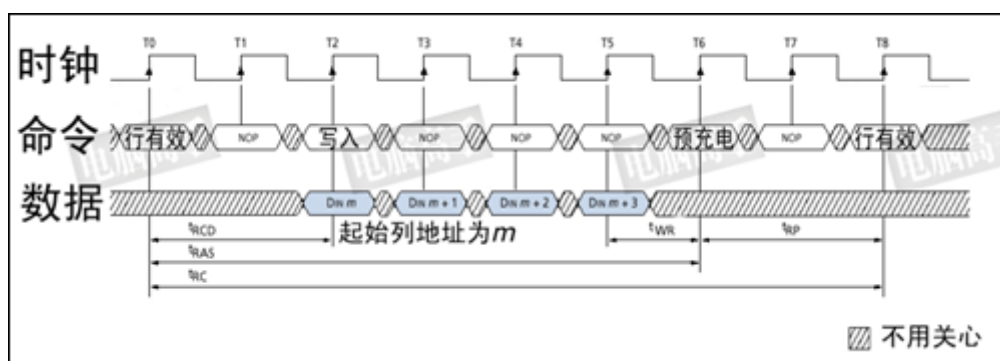 T0 T1 T2 T3 T4 T5 T6 T7 T8
时钟
命令 行有效 NOP 写入 NOP NOP NOP 预充电 NOP 行有效
数据 DIN m DIN m + 1 DIN m + 2 DIN m + 3
tRCD 起始列地址为m tWR tRP
tRAS
tRC
不用关心